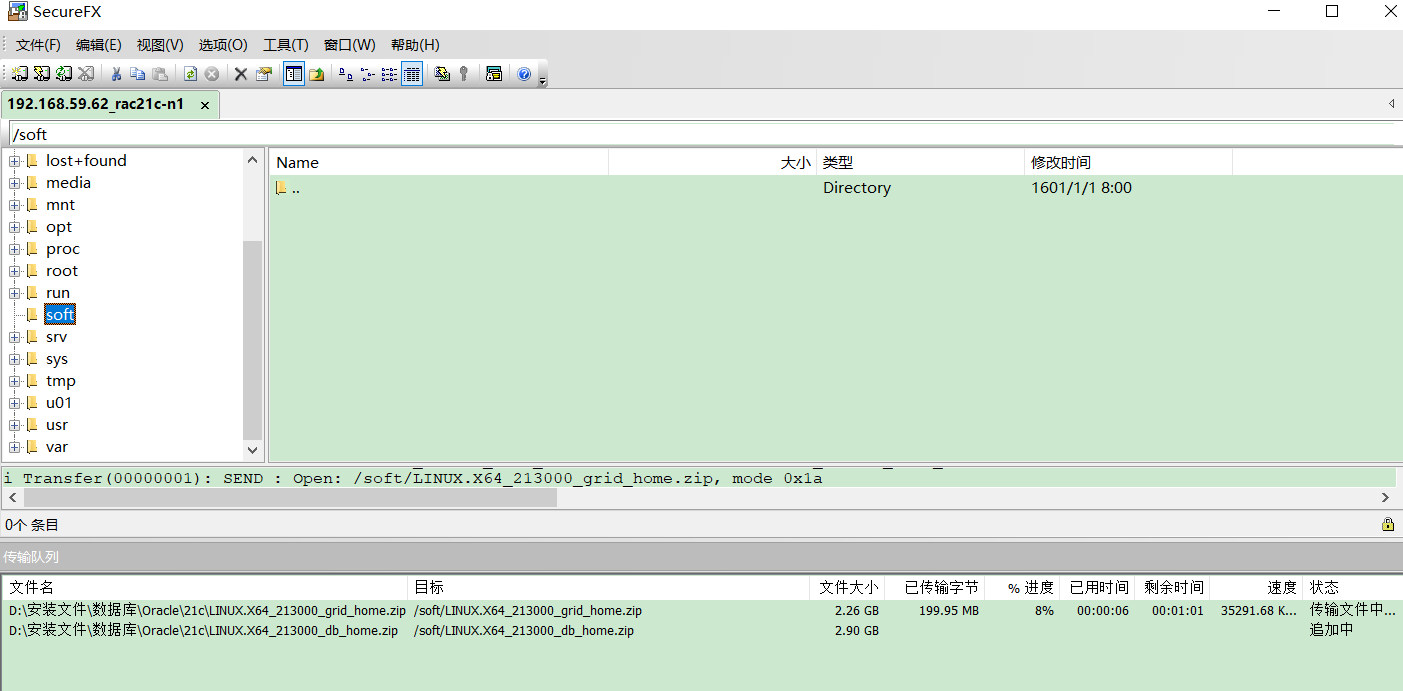 SecureFX
文件(F) 编辑(E) 视图(V) 选项(O) 工具(T) 窗口(W) 帮助(H)
192.168.59.62_rac21c-n1
/soft
lost+found
media
mnt
opt
proc
root
run
soft
srv
sys
tmp
u01
usr
var
Name 大小 类型 修改时间
.. Directory 1601/1/1 8:00
i Transfer(00000001): SEND : Open: /soft/LINUX.X64_213000_grid_home.zip, mode 0x1a
0个 条目
传输队列
文件名 目标 文件大小 已传输字节 % 进度 已用时间 剩余时间 速度 状态
D:\安装文件\数据库\Oracle\21c\LINUX.X64_213000_grid_home.zip /soft/LINUX.X64_213000_grid_home.zip 2.26 GB 199.95 MB 8% 00:00:06 00:01:01 35291.68 K... 传输文件中...
D:\安装文件\数据库\Oracle\21c\LINUX.X64_213000_db_home.zip /soft/LINUX.X64_213000_db_home.zip 2.90 GB 追加中